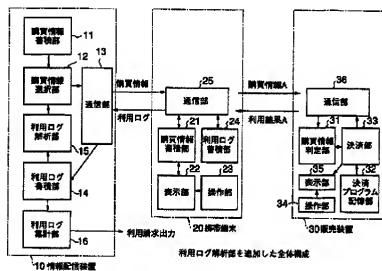 購買情報
蓄積部
11
12
13
購買情報
選択部
通信部
利用ログ
解析部
15
利用ログ
蓄積部
14
利用ログ
集計部
16
10 情報配信装置
購買情報
利用ログ
利用請求出力
25
通信部
21
24
購買情報
蓄積部
利用ログ蓄積部
22
23
表示部
操作部
20 携帯端末
購買情報A
利用結果A
36
通信部
31
33
購買情報
判定部
決済部
35
32
表示部
決済
プログラム
記憶部
34
操作部
30 販売装置
利用ログ解析部を追加した全体構成